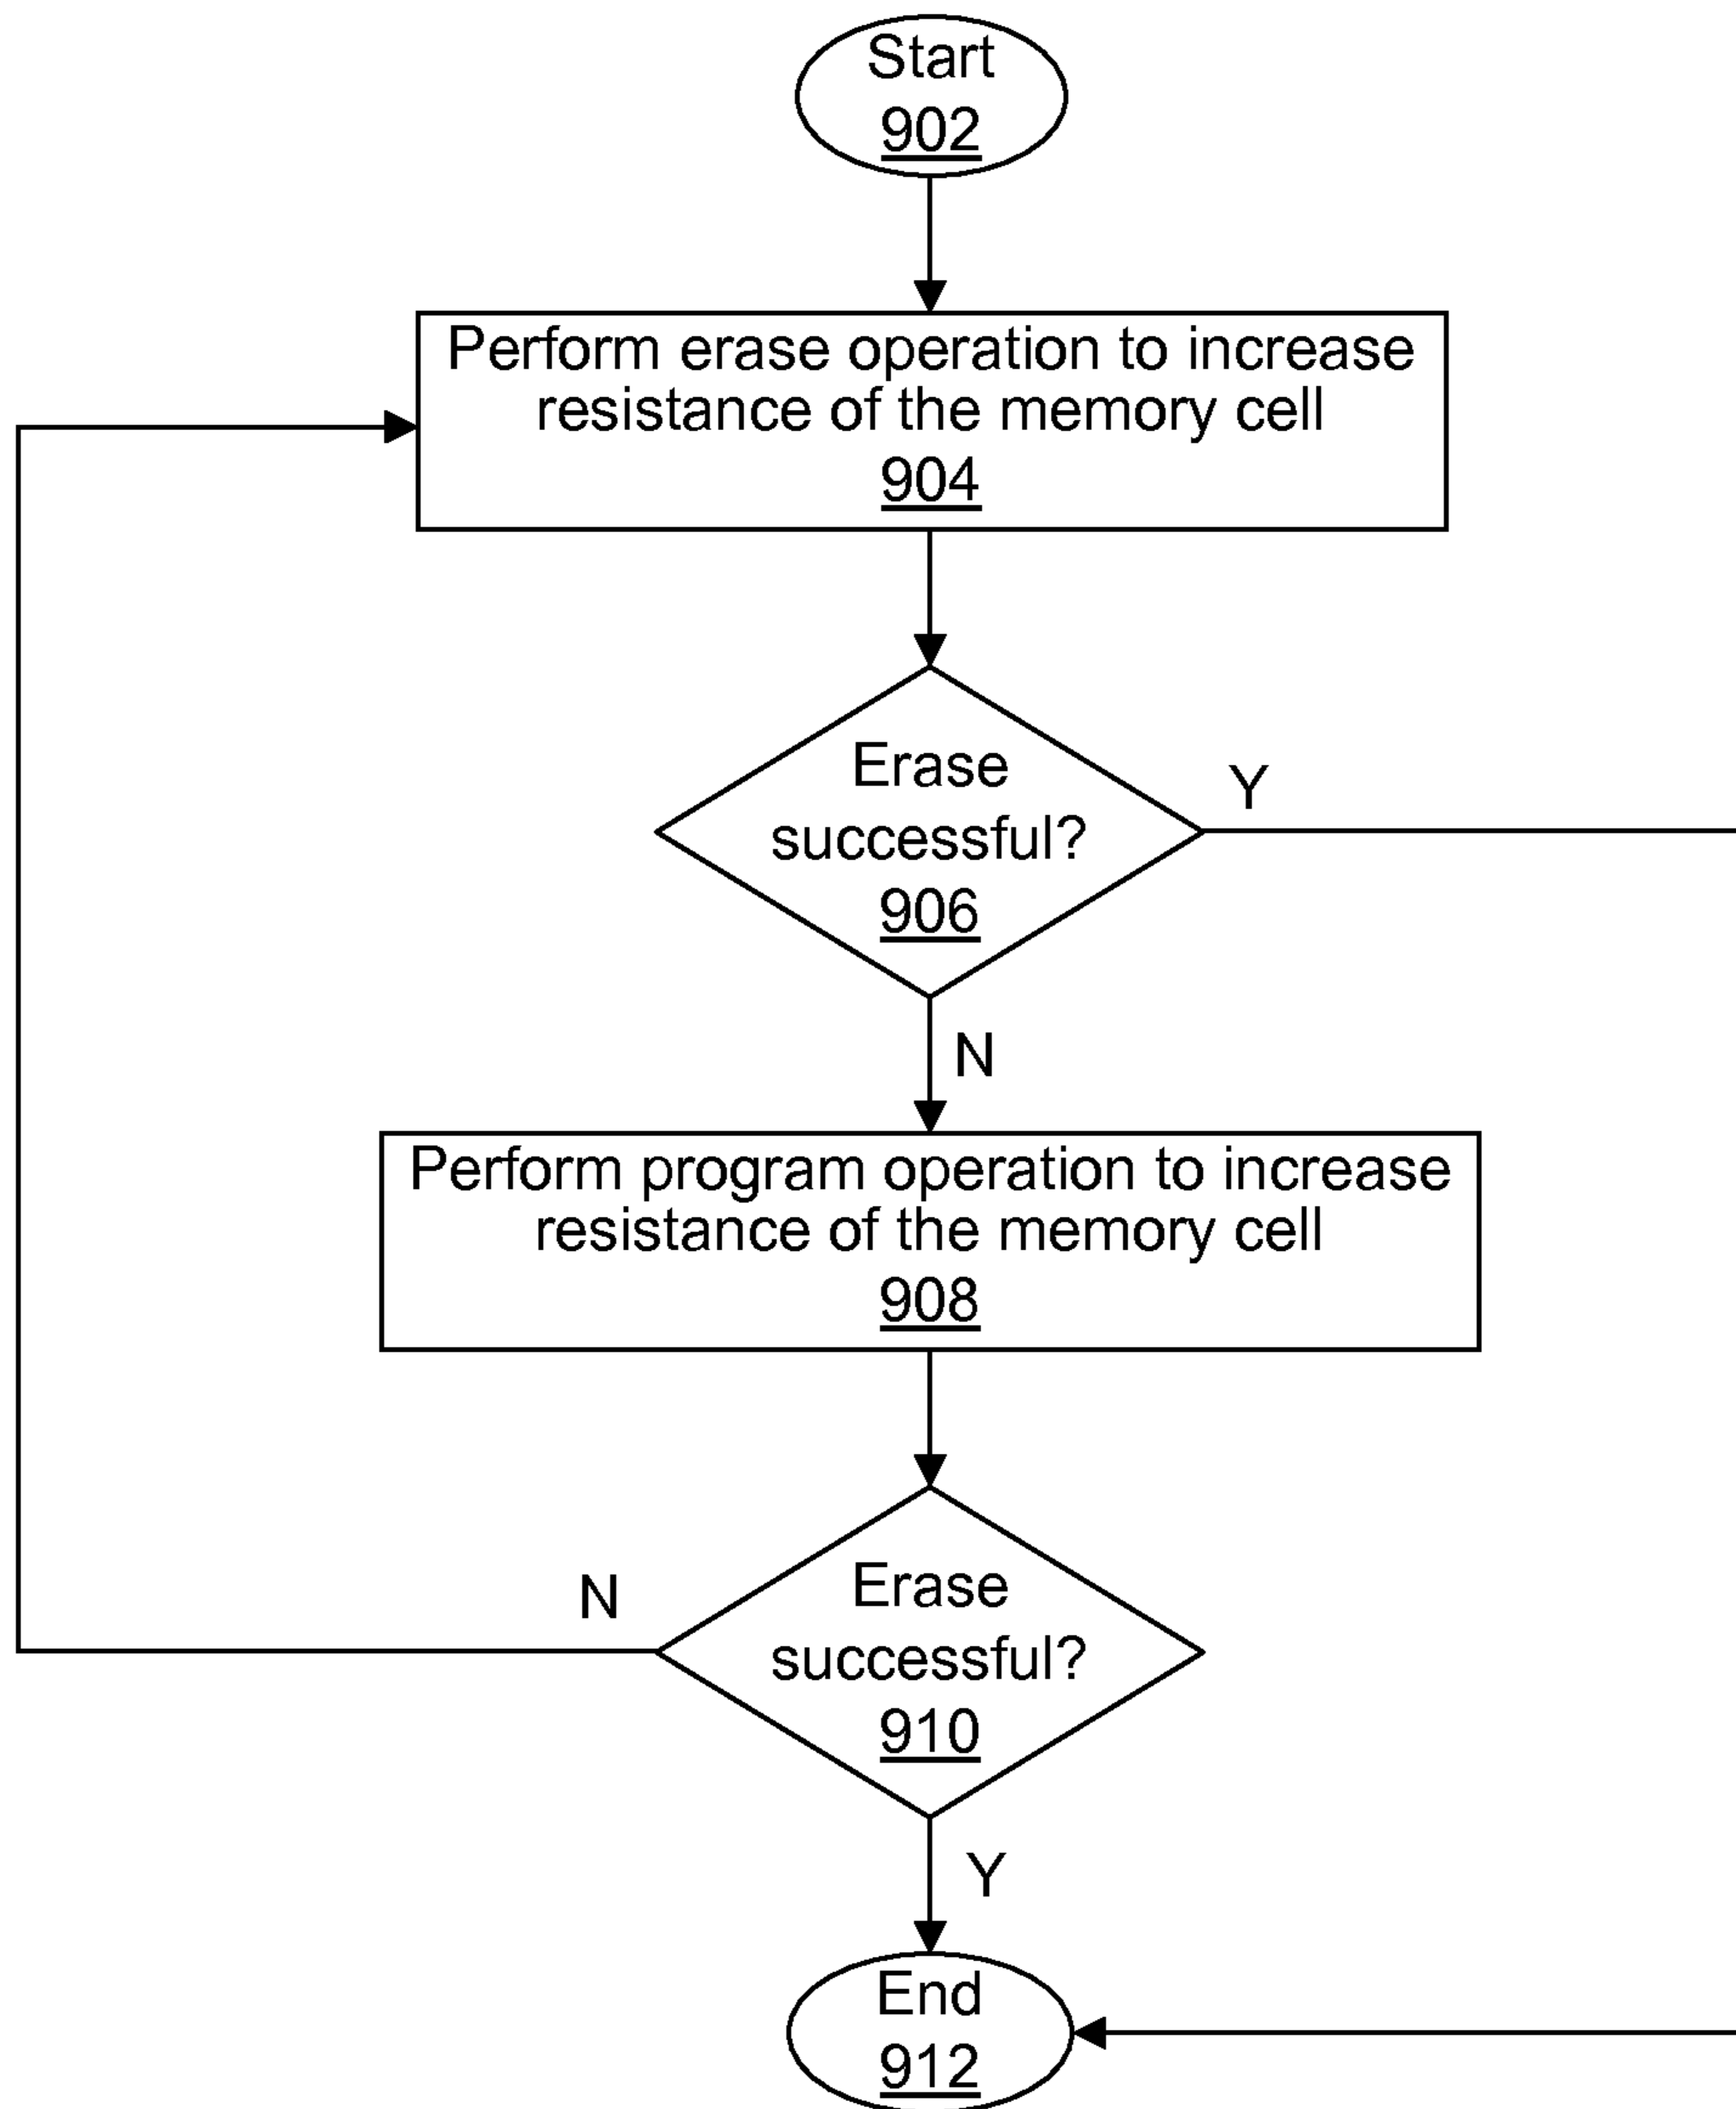 Start
902
Perform erase operation to increase
resistance of the memory cell
904
Erase
successful?
906
Y
N
Perform program operation to increase
resistance of the memory cell
908
Erase
successful?
910
N
Y
End
912